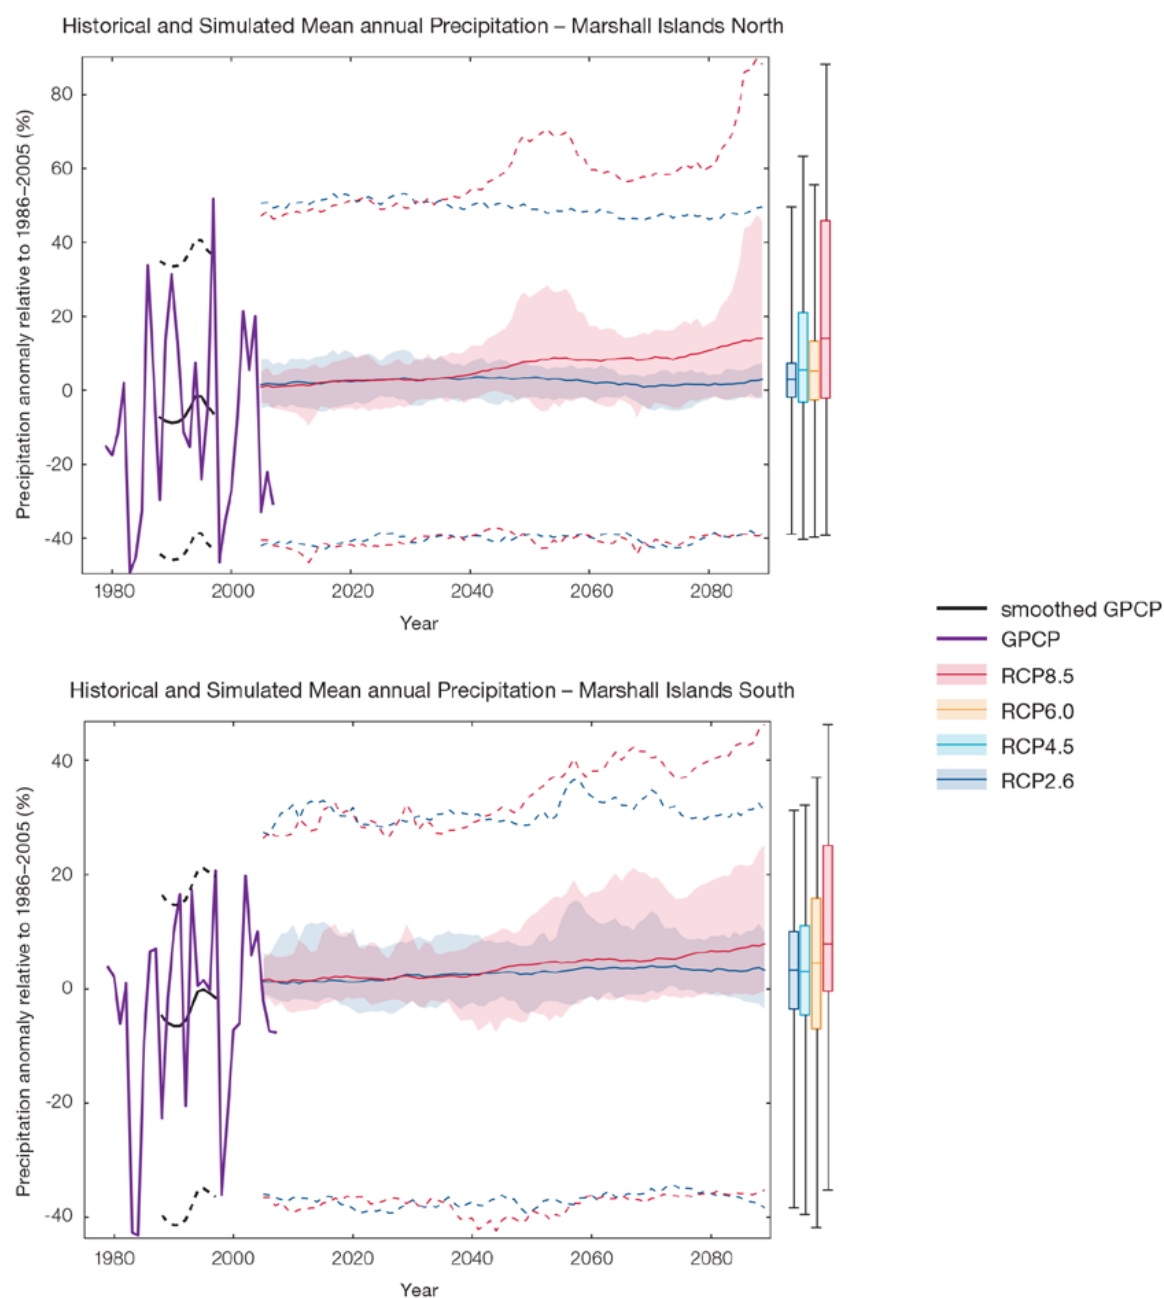 Historical and Simulated Mean annual Precipitation – Marshall Islands North
Precipitation anomaly relative to 1986–2005 (%)
80
60
40
20
0
-20
-40
1980 2000 2020 2040 2060 2080
Year
smoothed GPCP
GPCP
RCP8.5
RCP6.0
RCP4.5
RCP2.6
Historical and Simulated Mean annual Precipitation – Marshall Islands South
Precipitation anomaly relative to 1986–2005 (%)
40
20
0
-20
-40
1980 2000 2020 2040 2060 2080
Year